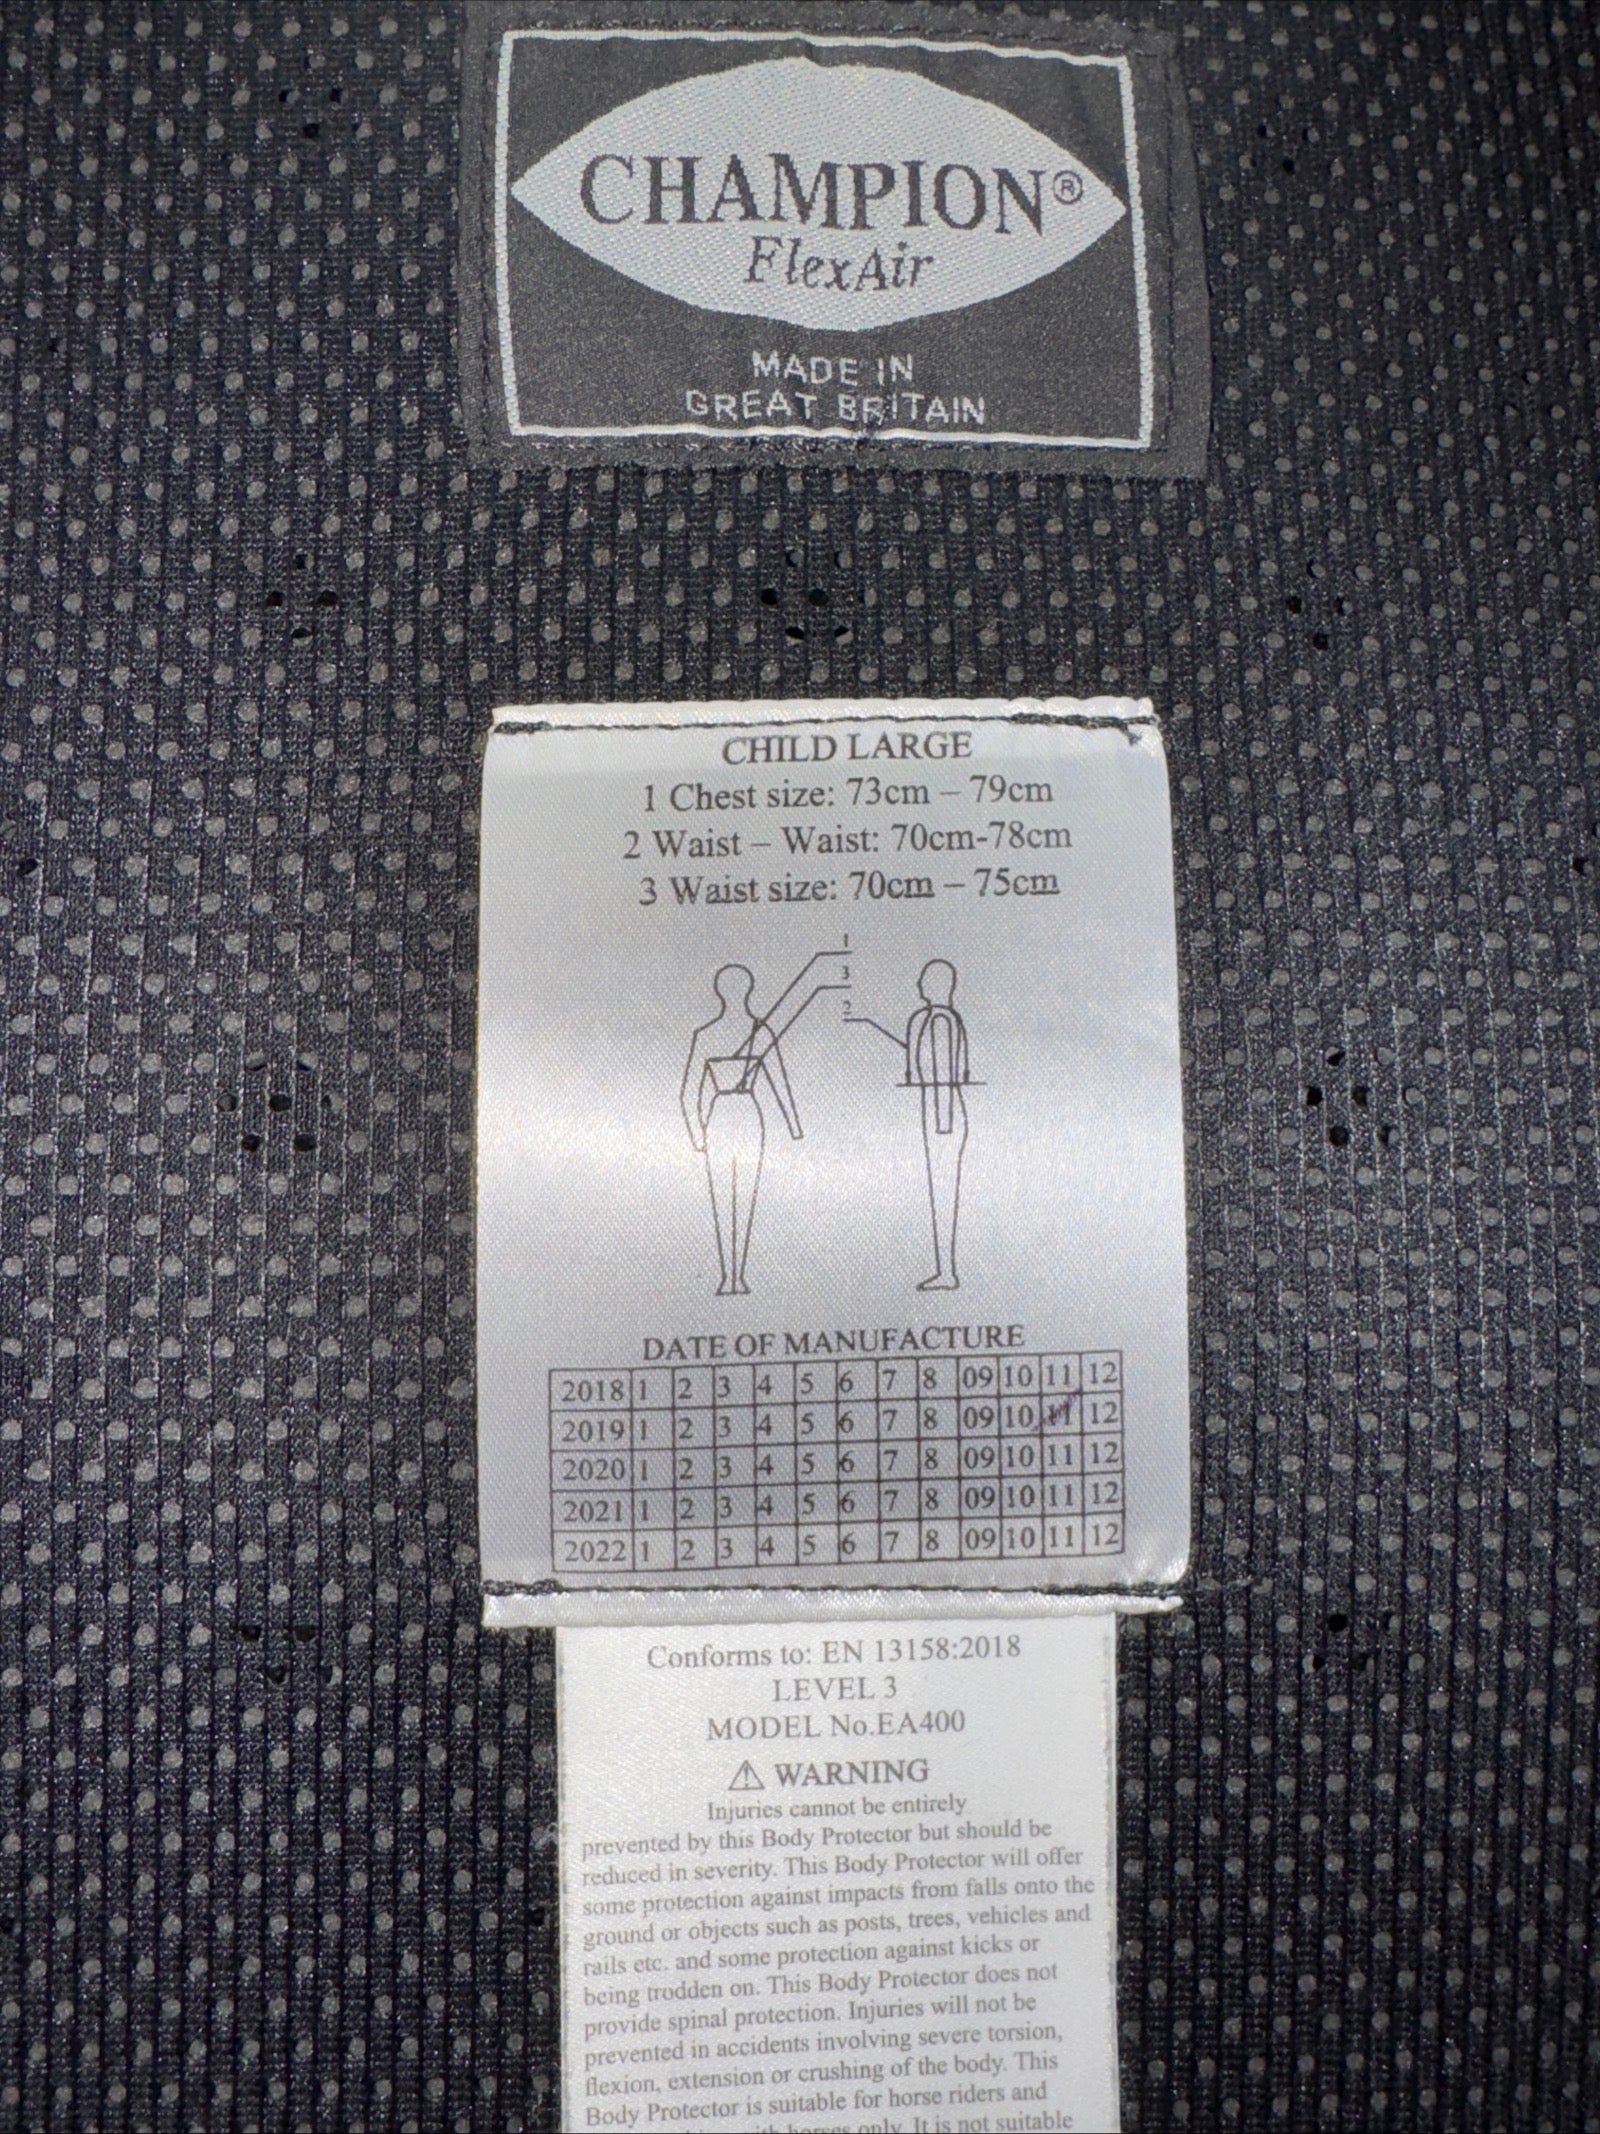 CHAMPION®
FlexAir
MADE IN
GREAT BRITAIN
CHILD LARGE
1 Chest size: 73cm – 79cm
2 Waist – Waist: 70cm-78cm
3 Waist size: 70cm – 75cm
1
3
2
DATE OF MANUFACTURE
2018 1 2 3 4 5 6 7 8 09 10 11 12
2019 1 2 3 4 5 6 7 8 09 10 11 12
2020 1 2 3 4 5 6 7 8 09 10 11 12
2021 1 2 3 4 5 6 7 8 09 10 11 12
2022 1 2 3 4 5 6 7 8 09 10 11 12
Conforms to: EN 13158:2018
LEVEL 3
MODEL No.EA400
⚠ WARNING
Injuries cannot be entirely
prevented by this Body Protector but should be
reduced in severity. This Body Protector will offer
some protection against impacts from falls onto the
ground or objects such as posts, trees, vehicles and
rails etc. and some protection against kicks or
being trodden on. This Body Protector does not
provide spinal protection. Injuries will not be
prevented in accidents involving severe torsion,
flexion, extension or crushing of the body. This
Body Protector is suitable for horse riders and
with horses only. It is not suitable